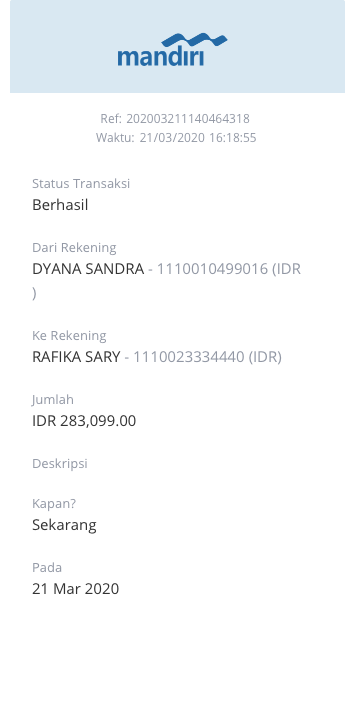 mandiri
Ref: 202003211140464318
Waktu: 21/03/2020 16:18:55
Status Transaksi
Berhasil
Dari Rekening
DYANA SANDRA - 1110010499016 (IDR
)
Ke Rekening
RAFIKA SARY - 1110023334440 (IDR)
Jumlah
IDR 283,099.00
Deskripsi
Kapan?
Sekarang
Pada
21 Mar 2020